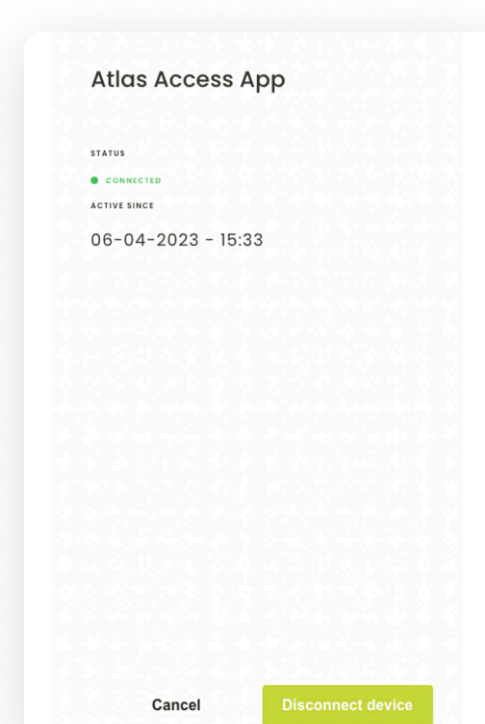 Atlas Access App
STATUS
CONNECTED
ACTIVE SINCE
06-04-2023 - 15:33
Cancel
Disconnect device